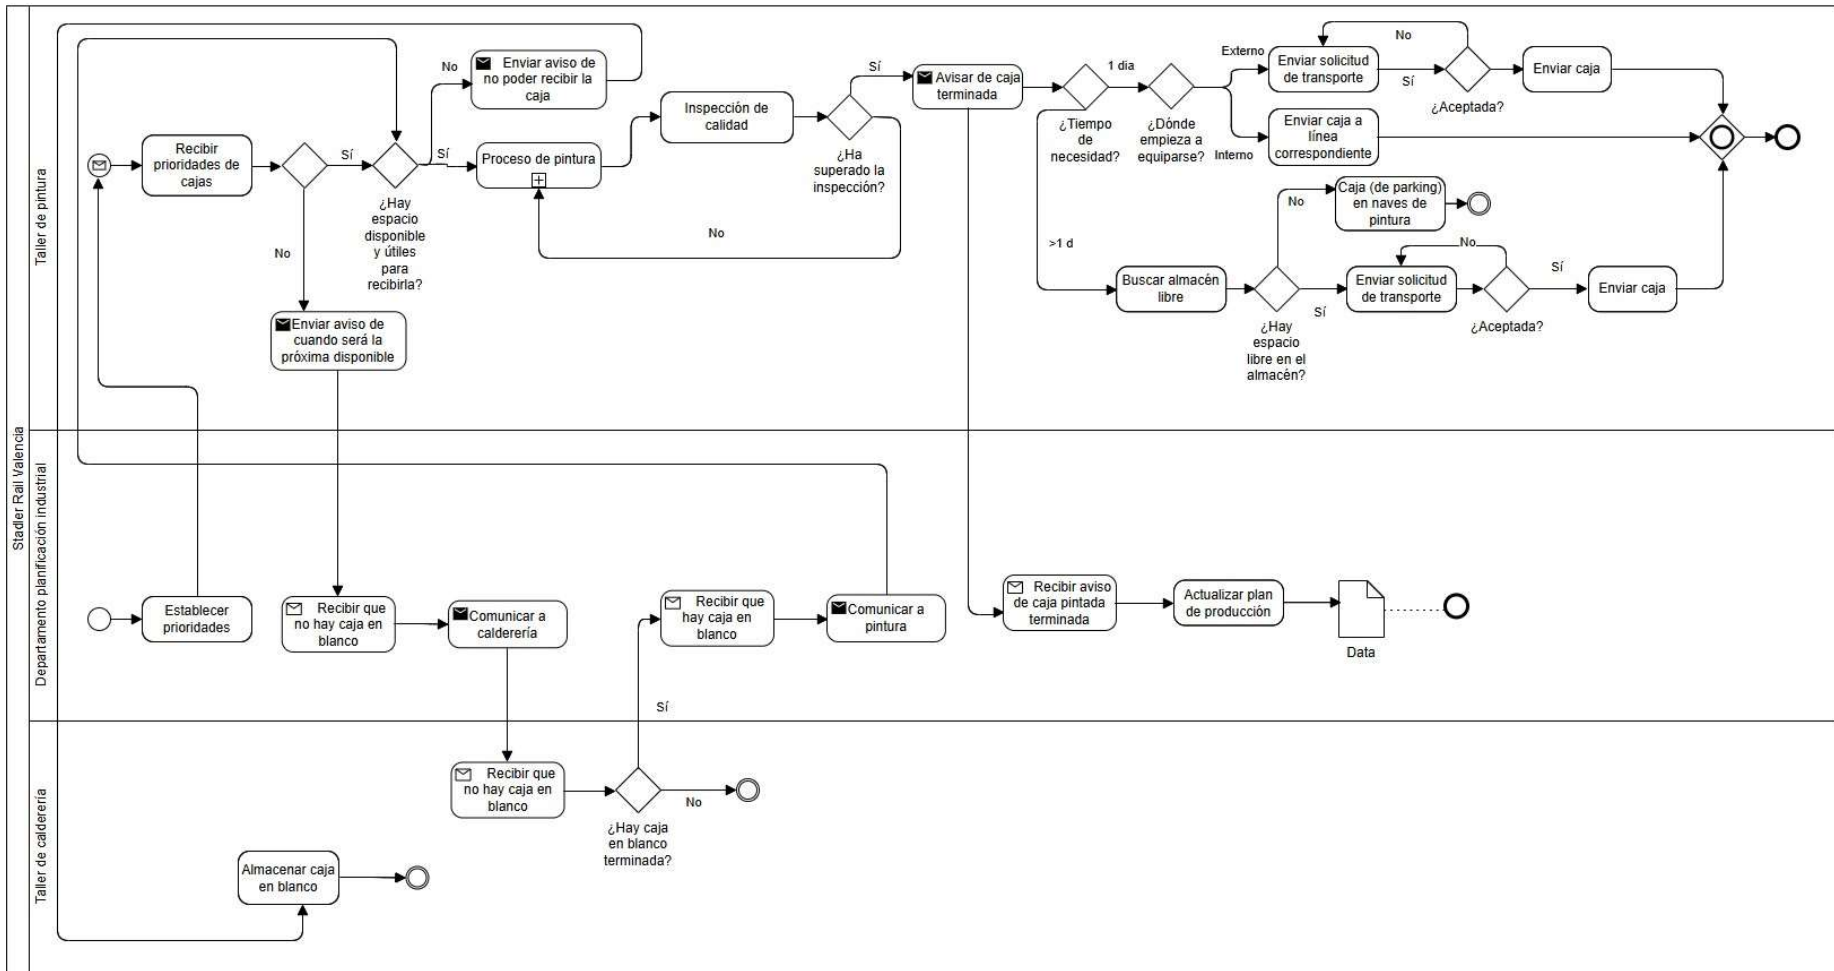 Stadler Rail Valencia
Taller de pintura
Recibir
prioridades de
cajas
Sí
No
¿Hay
espacio
disponible
y útiles
para
recibirla?
No
Sí
Enviar aviso de
no poder recibir la
caja
Proceso de pintura
Inspección de
calidad
Sí
¿Ha
superado la
inspección?
No
Avisar de caja
terminada
¿Tiempo
de
necesidad?
1 dia
>1 d
¿Dónde
empieza a
equiparse?
Externo
Interno
Enviar solicitud
de transporte
No
Sí
¿Aceptada?
Enviar caja
Enviar caja a
línea
correspondiente
Caja (de parking)
en naves de
pintura
No
Buscar almacén
libre
¿Hay
espacio
libre en el
almacén?
Sí
Enviar solicitud
de transporte
No
¿Aceptada?
Sí
Enviar caja
Enviar aviso de
cuando será la
próxima disponible
Departamento planificación industrial
Establecer
prioridades
Recibir que
no hay caja en
blanco
Comunicar a
calderería
Recibir que
hay caja en
blanco
Comunicar a
pintura
Recibir aviso
de caja pintada
terminada
Actualizar plan
de producción
Data
Sí
Taller de calderería
Recibir que
no hay caja en
blanco
¿Hay caja
en blanco
terminada?
No
Almacenar caja
en blanco